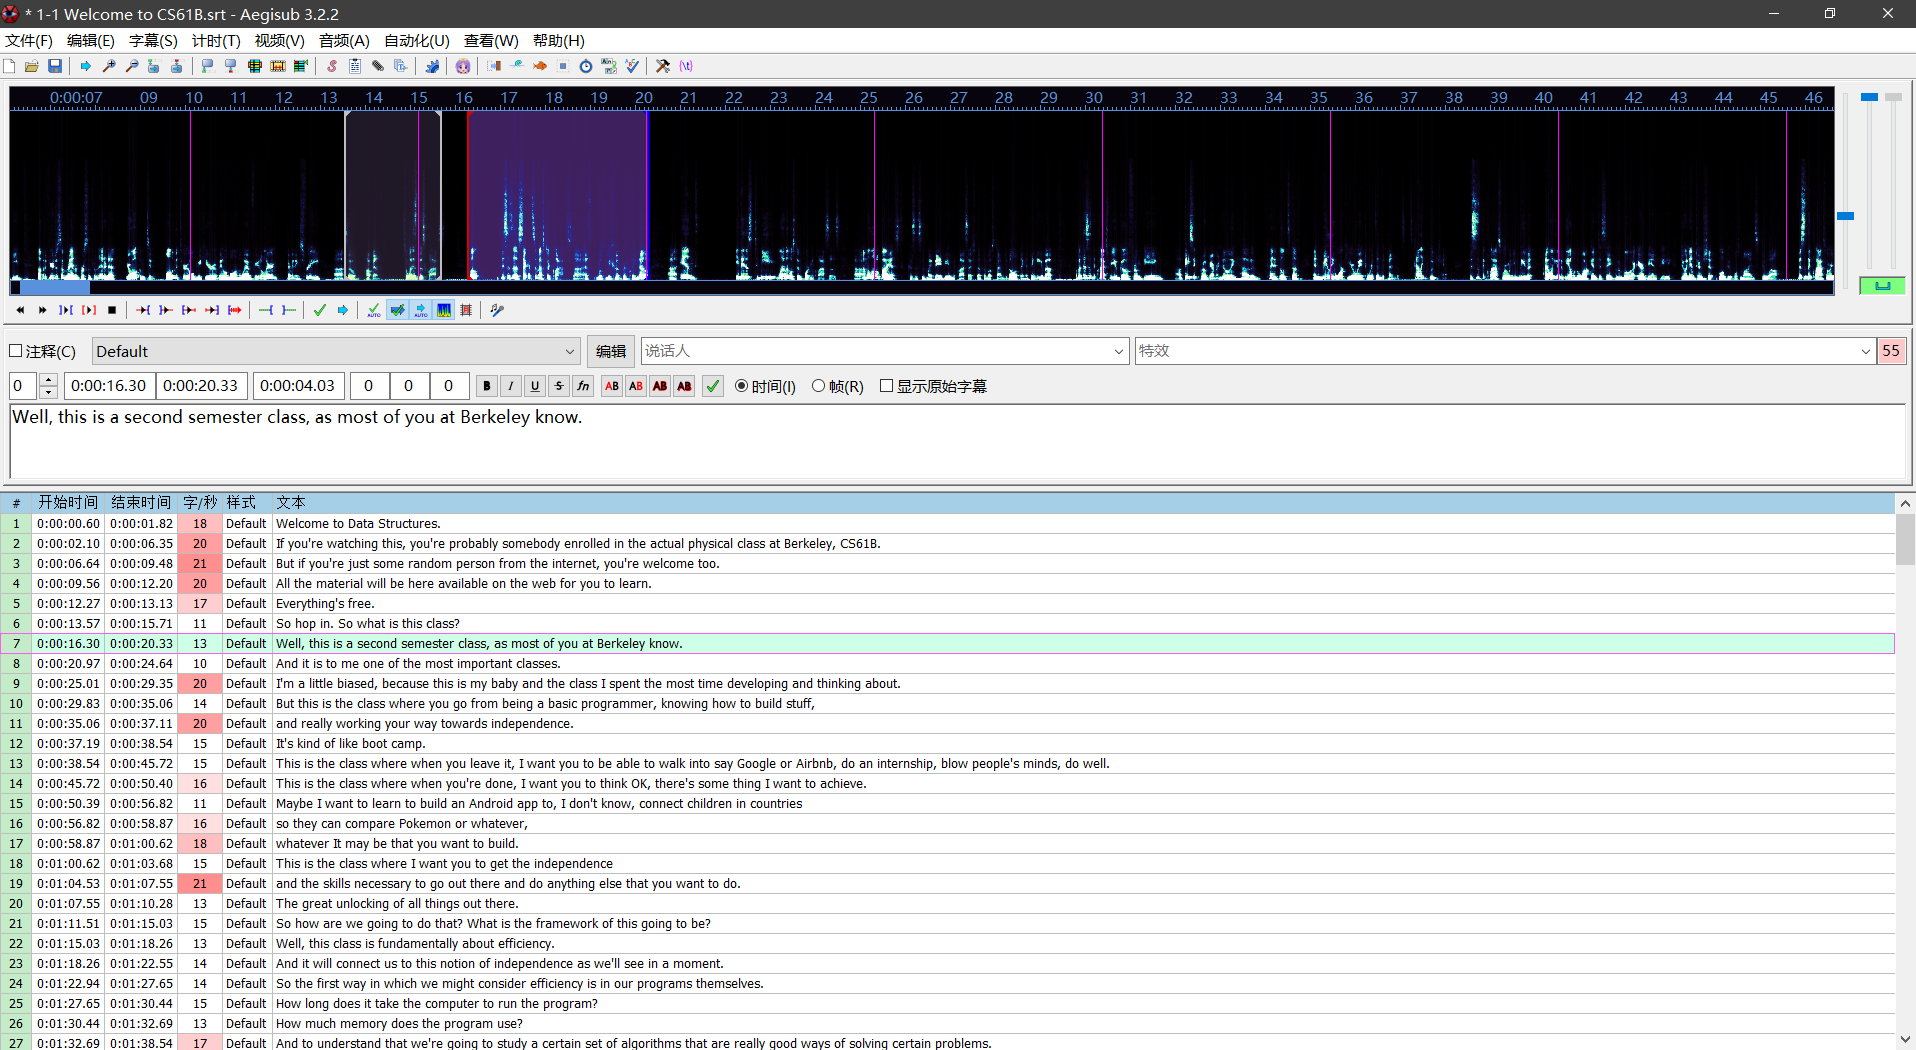 * 1-1 Welcome to CS61B.srt - Aegisub 3.2.2
文件(F) 编辑(E) 字幕(S) 计时(T) 视频(V) 音频(A) 自动化(U) 查看(W) 帮助(H)
0:00:07 09 10 11 12 13 14 15 16 17 18 19 20 21 22 23 24 25 26 27 28 29 30 31 32 33 34 35 36 37 38 39 40 41 42 43 44 45 46
AUTO AUTO
注释(C) Default 编辑 说话人 特效 55
0 0:00:16.30 0:00:20.33 0:00:04.03 0 0 0 B I U S fn AB AB AB AB 时间(I) 帧(R) 显示原始字幕
Well, this is a second semester class, as most of you at Berkeley know.
# 开始时间 结束时间 字/秒 样式 文本
1 0:00:00.60 0:00:01.82 18 Default Welcome to Data Structures.
2 0:00:02.10 0:00:06.35 20 Default If you're watching this, you're probably somebody enrolled in the actual physical class at Berkeley, CS61B.
3 0:00:06.64 0:00:09.48 21 Default But if you're just some random person from the internet, you're welcome too.
4 0:00:09.56 0:00:12.20 20 Default All the material will be here available on the web for you to learn.
5 0:00:12.27 0:00:13.13 17 Default Everything's free.
6 0:00:13.57 0:00:15.71 11 Default So hop in. So what is this class?
7 0:00:16.30 0:00:20.33 13 Default Well, this is a second semester class, as most of you at Berkeley know.
8 0:00:20.97 0:00:24.64 10 Default And it is to me one of the most important classes.
9 0:00:25.01 0:00:29.35 20 Default I'm a little biased, because this is my baby and the class I spent the most time developing and thinking about.
10 0:00:29.83 0:00:35.06 14 Default But this is the class where you go from being a basic programmer, knowing how to build stuff,
11 0:00:35.06 0:00:37.11 20 Default and really working your way towards independence.
12 0:00:37.19 0:00:38.54 15 Default It's kind of like boot camp.
13 0:00:38.54 0:00:45.72 15 Default This is the class where when you leave it, I want you to be able to walk into say Google or Airbnb, do an internship, blow people's minds, do well.
14 0:00:45.72 0:00:50.40 16 Default This is the class where when you're done, I want you to think OK, there's some thing I want to achieve.
15 0:00:50.39 0:00:56.82 11 Default Maybe I want to learn to build an Android app to, I don't know, connect children in countries
16 0:00:56.82 0:00:58.87 16 Default so they can compare Pokemon or whatever,
17 0:00:58.87 0:01:00.62 18 Default whatever It may be that you want to build.
18 0:01:00.62 0:01:03.68 15 Default This is the class where I want you to get the independence
19 0:01:04.53 0:01:07.55 21 Default and the skills necessary to go out there and do anything else that you want to do.
20 0:01:07.55 0:01:10.28 13 Default The great unlocking of all things out there.
21 0:01:11.51 0:01:15.03 15 Default So how are we going to do that? What is the framework of this going to be?
22 0:01:15.03 0:01:18.26 13 Default Well, this class is fundamentally about efficiency.
23 0:01:18.26 0:01:22.55 14 Default And it will connect us to this notion of independence as we'll see in a moment.
24 0:01:22.94 0:01:27.65 14 Default So the first way in which we might consider efficiency is in our programs themselves.
25 0:01:27.65 0:01:30.44 15 Default How long does it take the computer to run the program?
26 0:01:30.44 0:01:32.69 13 Default How much memory does the program use?
27 0:01:32.69 0:01:38.54 17 Default And to understand that we're going to study a certain set of algorithms that are really good ways of solving certain problems.